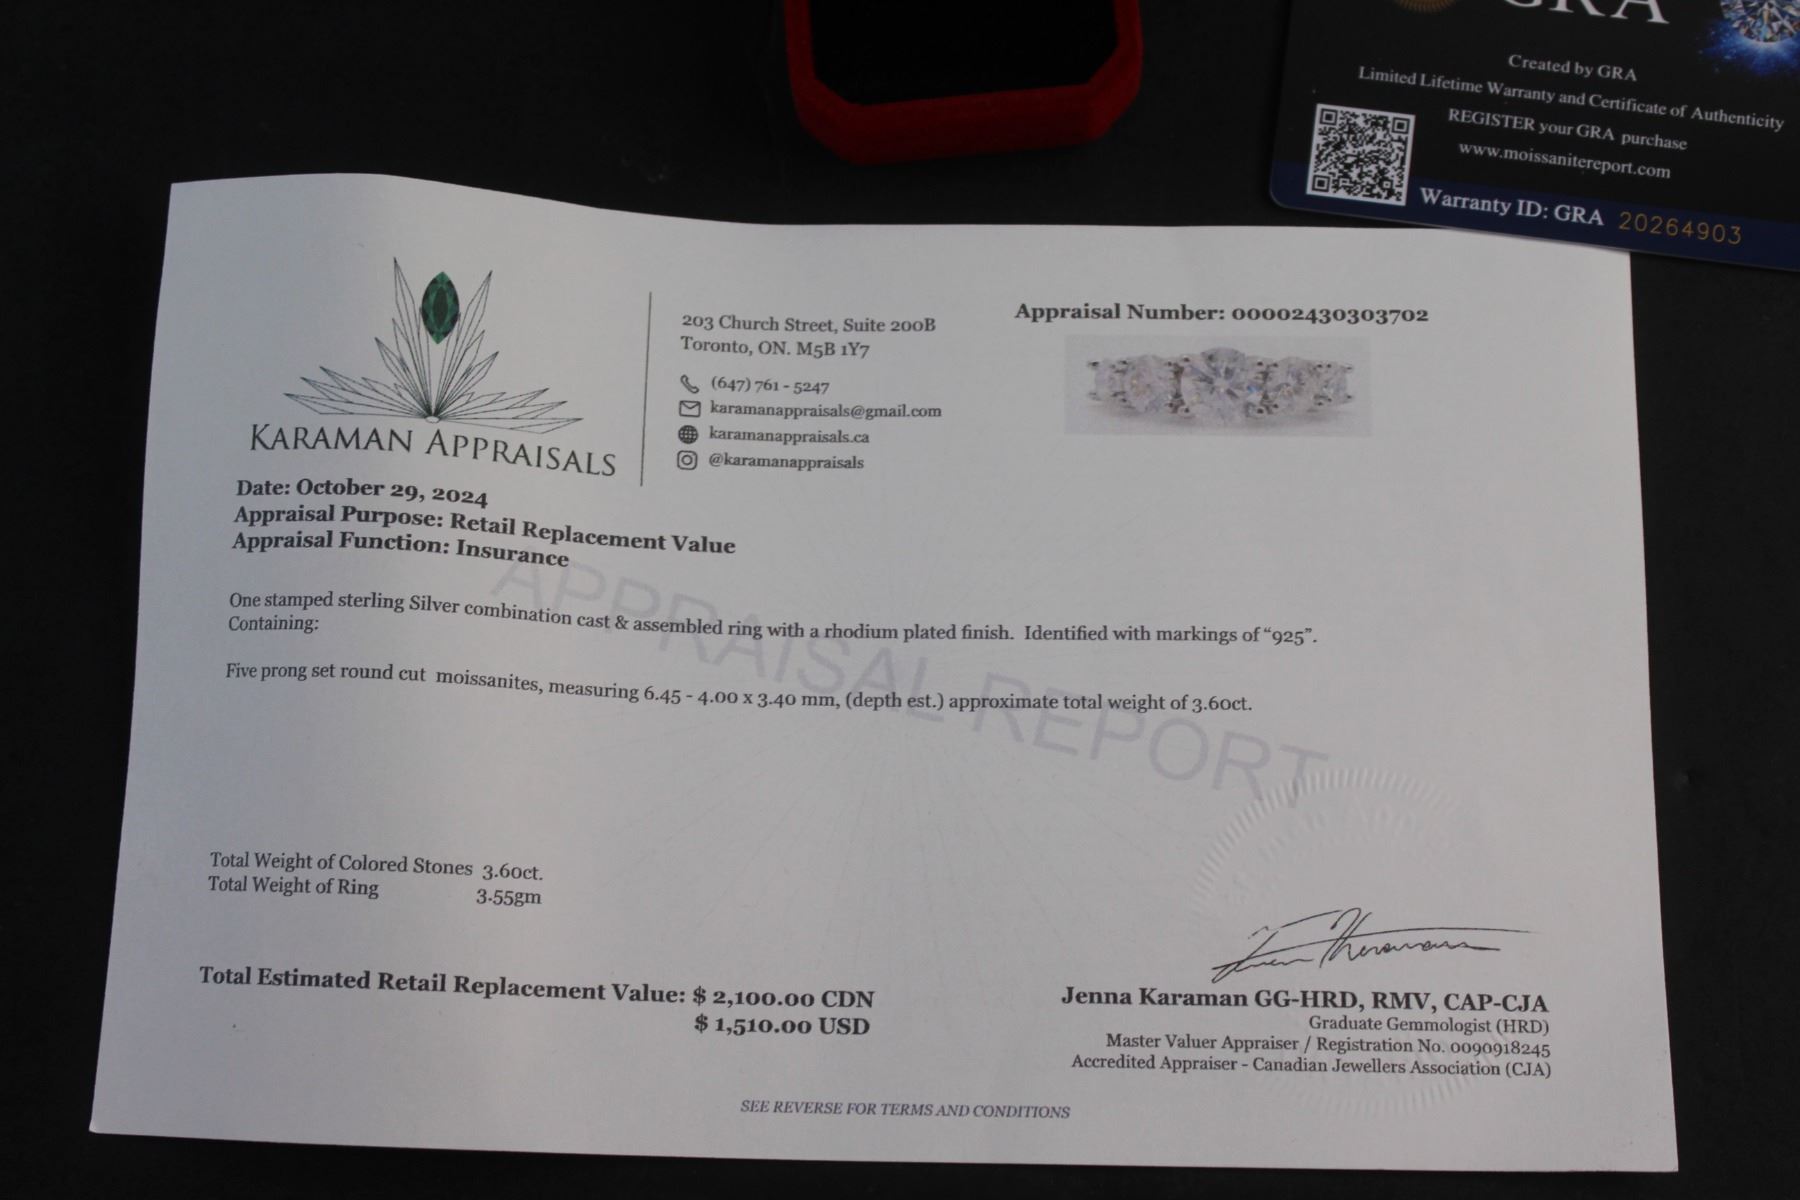 GRA
Created by GRA
Limited Lifetime Warranty and Certificate of Authenticity
REGISTER your GRA purchase
www.moissanitereport.com
Warranty ID: GRA 20264903
KARAMAN APPRAISALS
203 Church Street, Suite 200B
Toronto, ON. M5B 1Y7
(647) 761 - 5247
karamanappraisals@gmail.com
karamanappraisals.ca
@karamanappraisals
Appraisal Number: 00002430303702
Date: October 29, 2024
Appraisal Purpose: Retail Replacement Value
Appraisal Function: Insurance
APPRAISAL REPORT
One stamped sterling Silver combination cast & assembled ring with a rhodium plated finish. Identified with markings of “925”.
Containing:
Five prong set round cut moissanites, measuring 6.45 - 4.00 x 3.40 mm, (depth est.) approximate total weight of 3.60ct.
Total Weight of Colored Stones 3.60ct.
Total Weight of Ring 3.55gm
Total Estimated Retail Replacement Value: $ 2,100.00 CDN
$ 1,510.00 USD
Jenna Karaman GG-HRD, RMV, CAP-CJA
Graduate Gemmologist (HRD)
Master Valuer Appraiser / Registration No. 0090918245
Accredited Appraiser - Canadian Jewellers Association (CJA)
SEE REVERSE FOR TERMS AND CONDITIONS